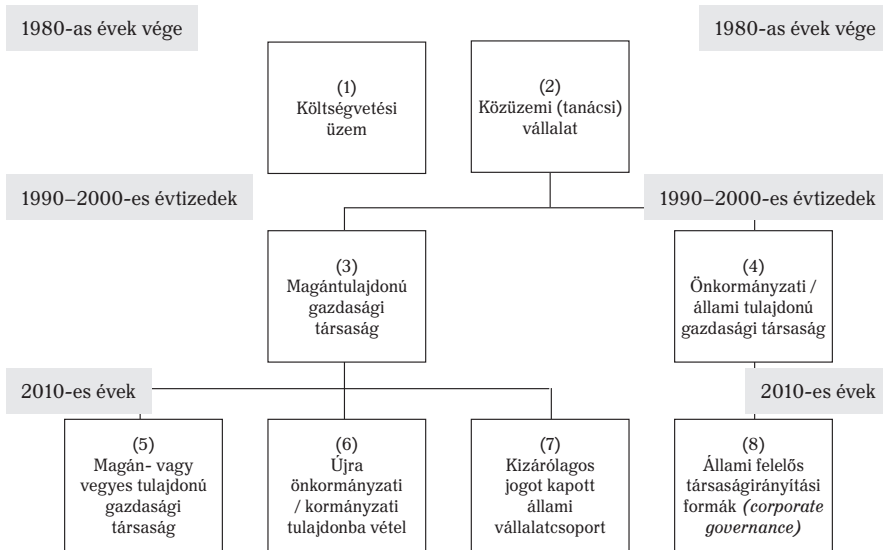 1980-as évek vége
1980-as évek vége
(1)
Költségvetési
üzem
(2)
Közüzemi (tanácsi)
vállalat
1990–2000-es évtizedek
1990–2000-es évtizedek
(3)
Magántulajdonú
gazdasági
társaság
(4)
Önkormányzati /
állami tulajdonú
gazdasági társaság
2010-es évek
2010-es évek
(5)
Magán- vagy
vegyes tulajdonú
gazdasági
társaság
(6)
Újra
önkormányzati
/ kormányzati
tulajdonba vétel
(7)
Kizárólagos
jogot kapott
állami
vállalatcsoport
(8)
Állami felelős
társaságirányítási
formák (corporate
governance)